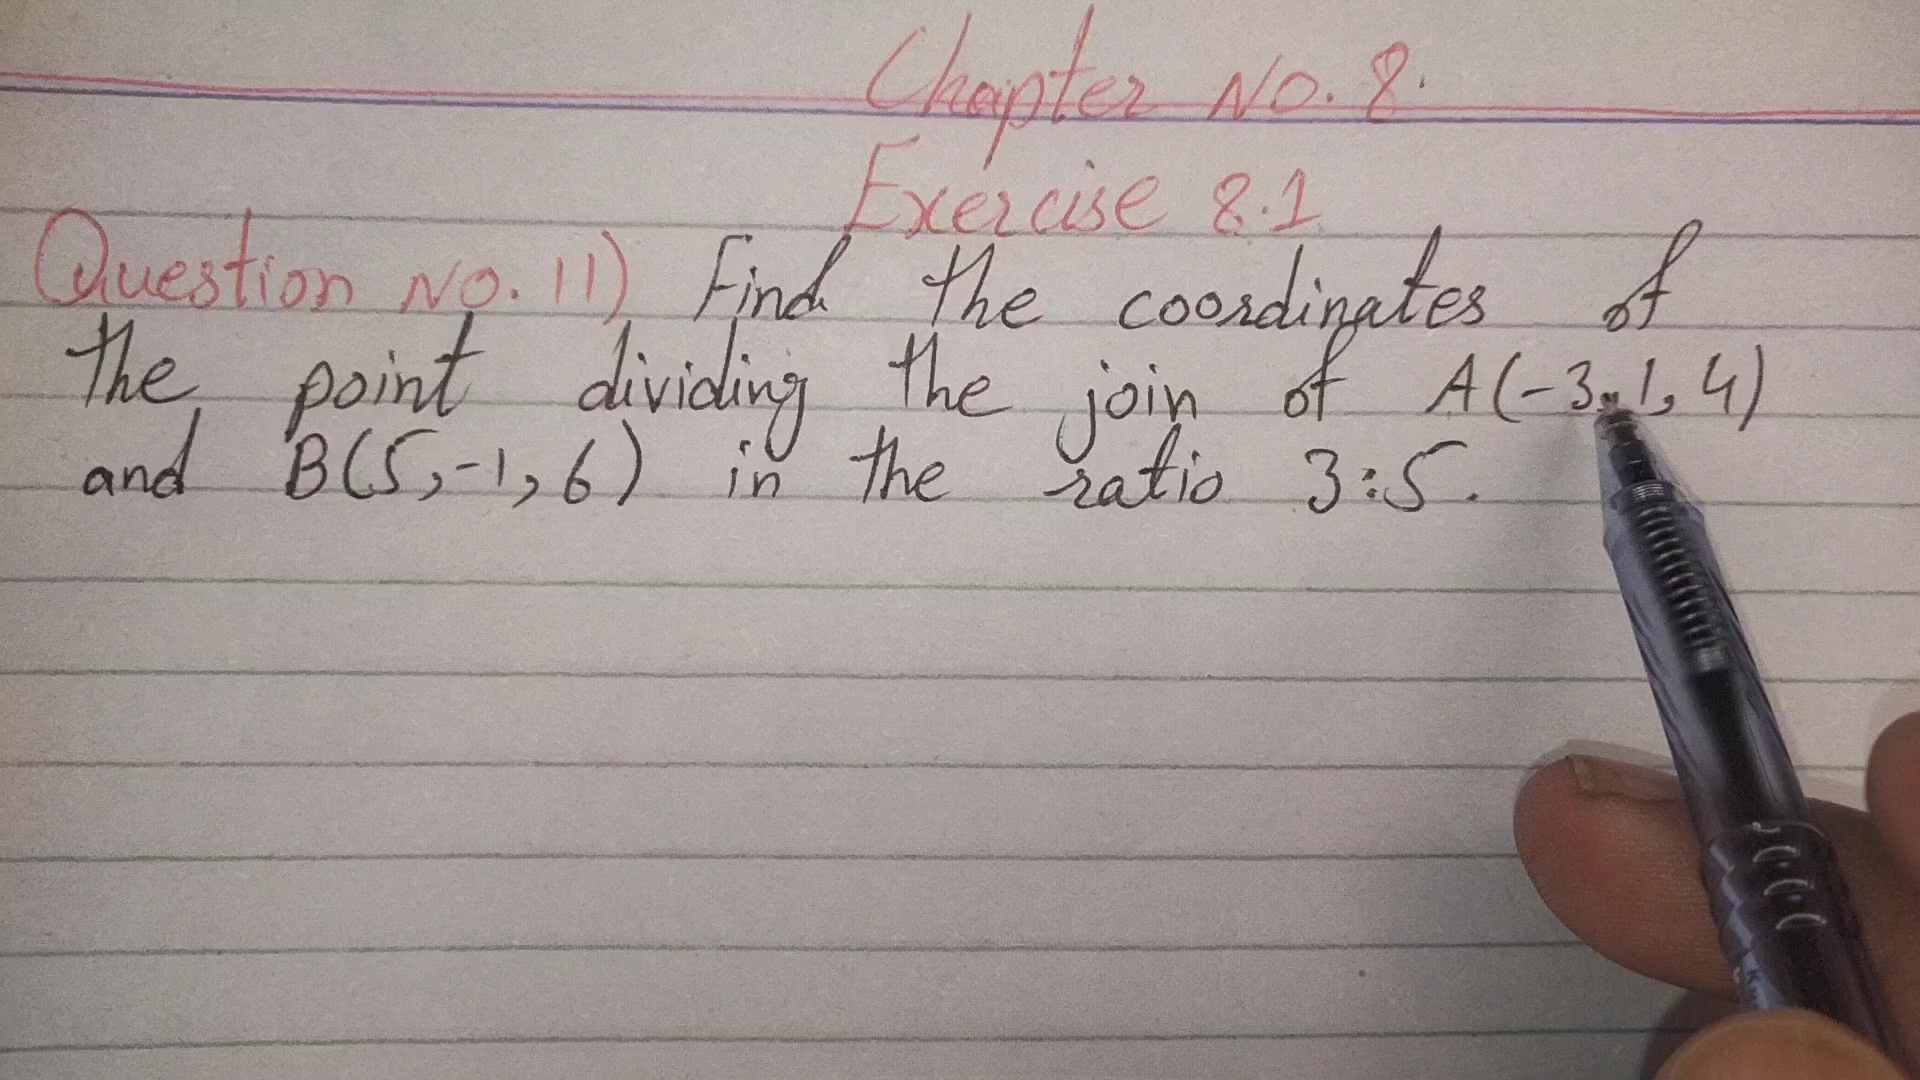 Chapter No. 8.
Exercise 8.1
Question No. 11) Find the coordinates of
the point dividing the join of A(-3,1,4)
and B(5,-1,6) in the ratio 3:5.